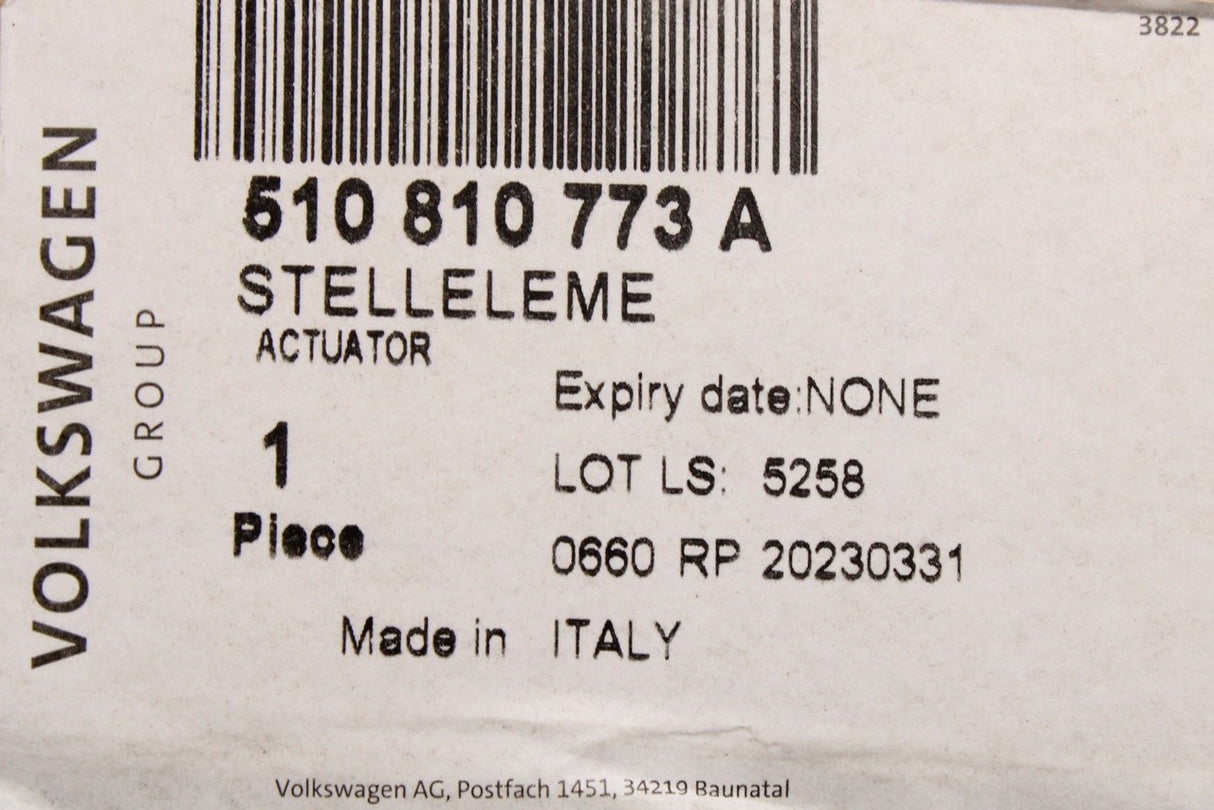 3822
VOLKSWAGEN
GROUP
510 810 773 A
STELLELEME
ACTUATOR
Expiry date:NONE
1
LOT LS: 5258
Piece
0660 RP 20230331
Made in ITALY
Volkswagen AG, Postfach 1451, 34219 Baunatal